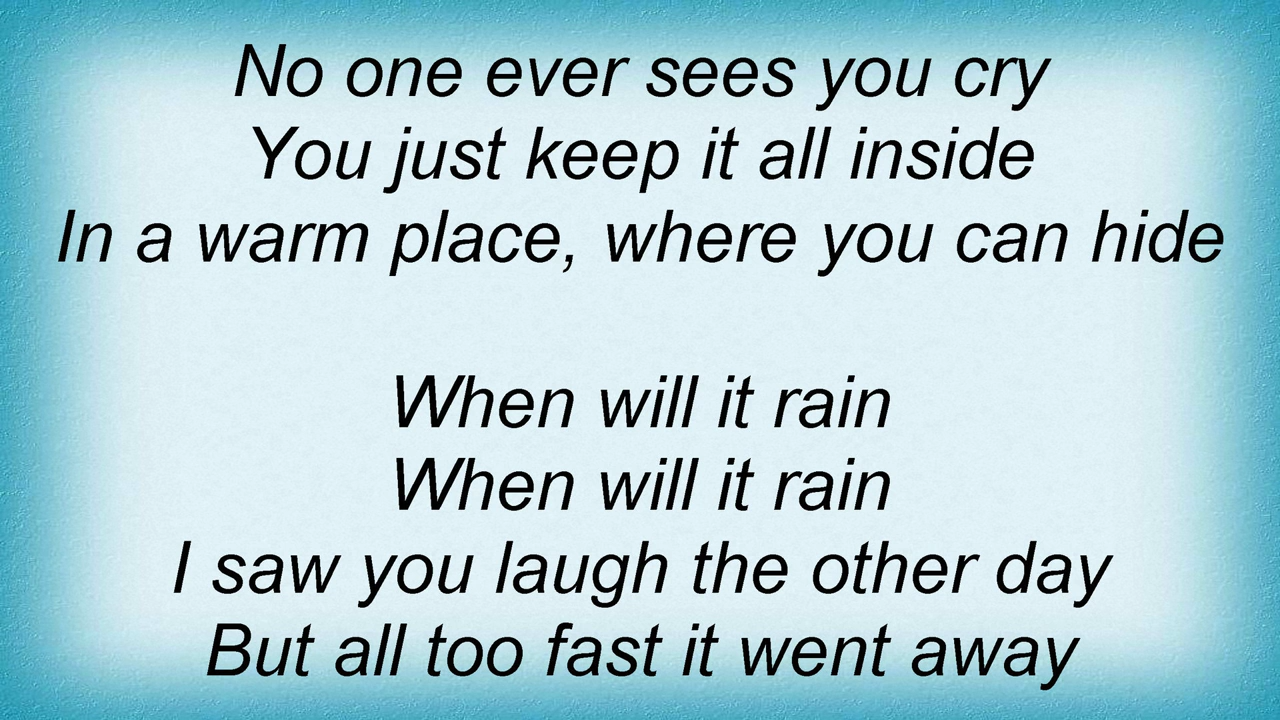 No one ever sees you cry
You just keep it all inside
In a warm place, where you can hide
When will it rain
When will it rain
I saw you laugh the other day
But all too fast it went away